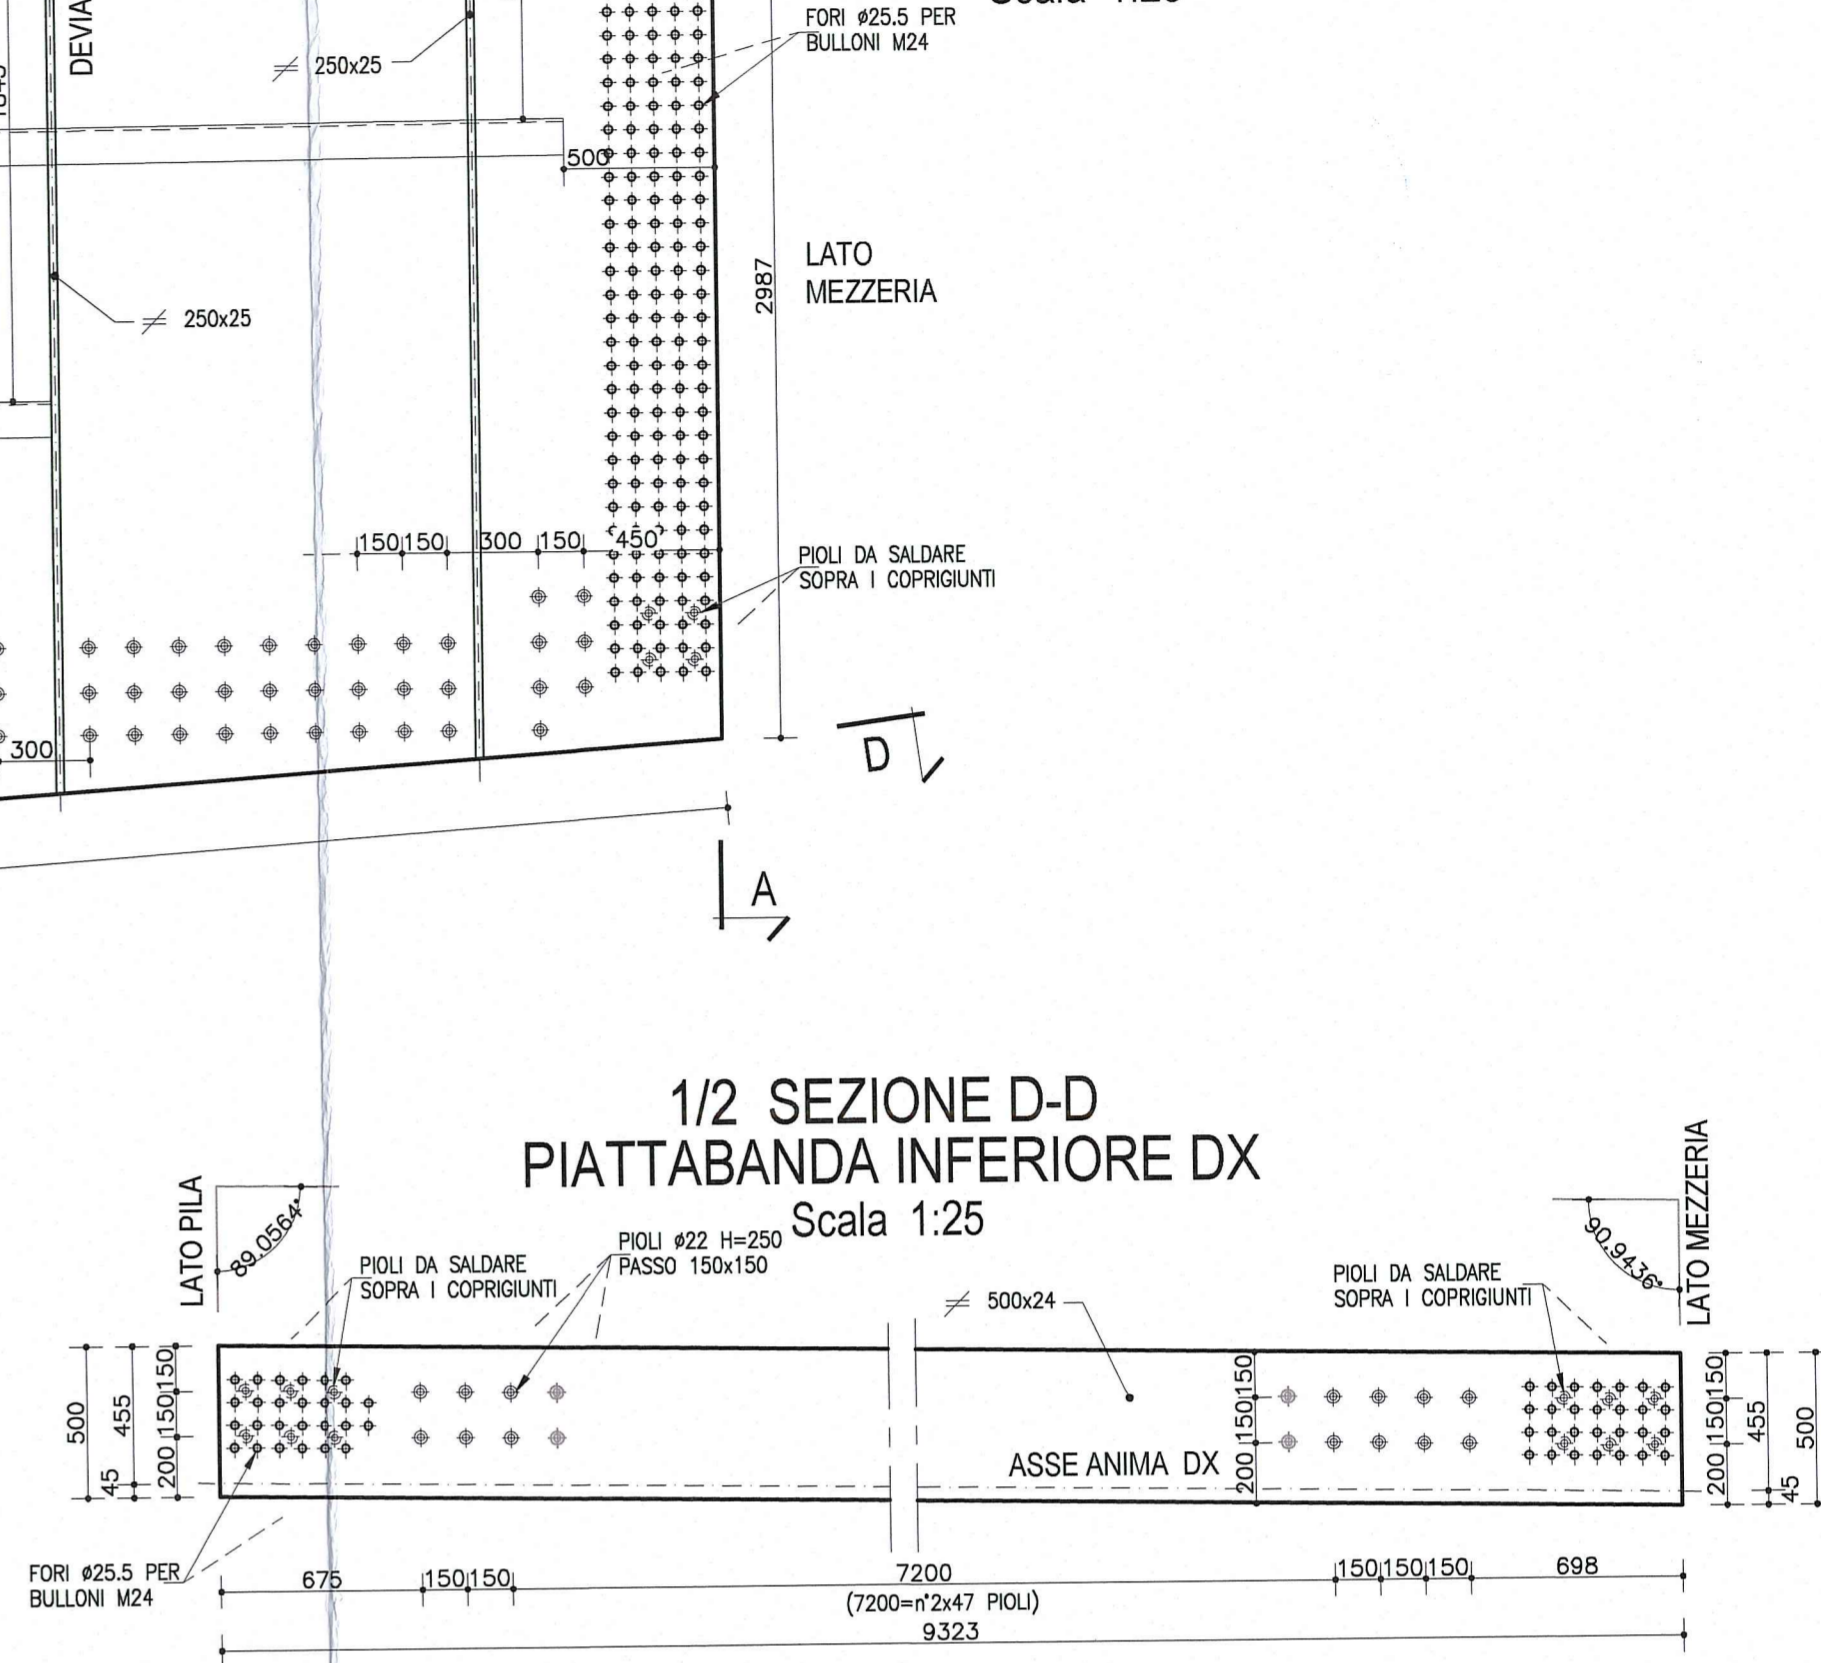 DEVIA
250x25
FORI ø25.5 PER
BULLONI M24
500
250x25
LATO
MEZZERIA
2987
150 150 300 150 450
PIOLI DA SALDARE
SOPRA I COPRIGIUNTI
300
D
A
1/2 SEZIONE D-D
PIATTABANDA INFERIORE DX
Scala 1:25
LATO PILA
89.0564°
PIOLI DA SALDARE
SOPRA I COPRIGIUNTI
PIOLI ø22 H=250
PASSO 150x150
500x24
PIOLI DA SALDARE
SOPRA I COPRIGIUNTI
90.9436°
LATO MEZZERIA
500
455
45
150
150
200
150
150
200
ASSE ANIMA DX
150
150
200
455
45
500
FORI ø25.5 PER
BULLONI M24
675 150 150 7200 150 150 150 698
(7200=n°2x47 PIOLI)
9323